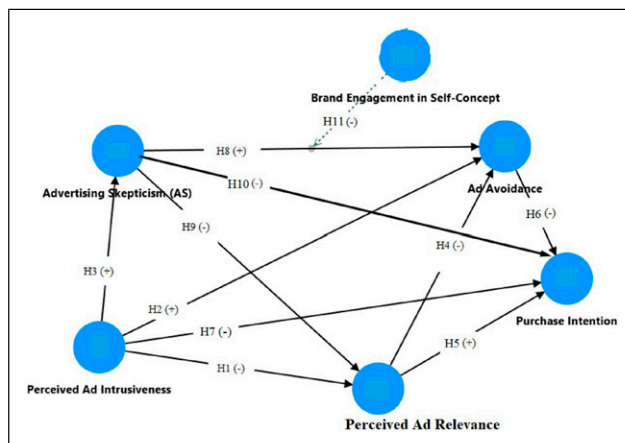 Brand Engagement in Self-Concept
H11 (-)
H8 (+)
Advertising Skepticism (AS)
Ad Avoidance
H10 (-)
H9 (-)
H4 (-)
H6 (-)
H3 (+)
H2 (+)
Purchase Intention
H7 (-)
H5 (+)
H1 (-)
Perceived Ad Intrusiveness
Perceived Ad Relevance